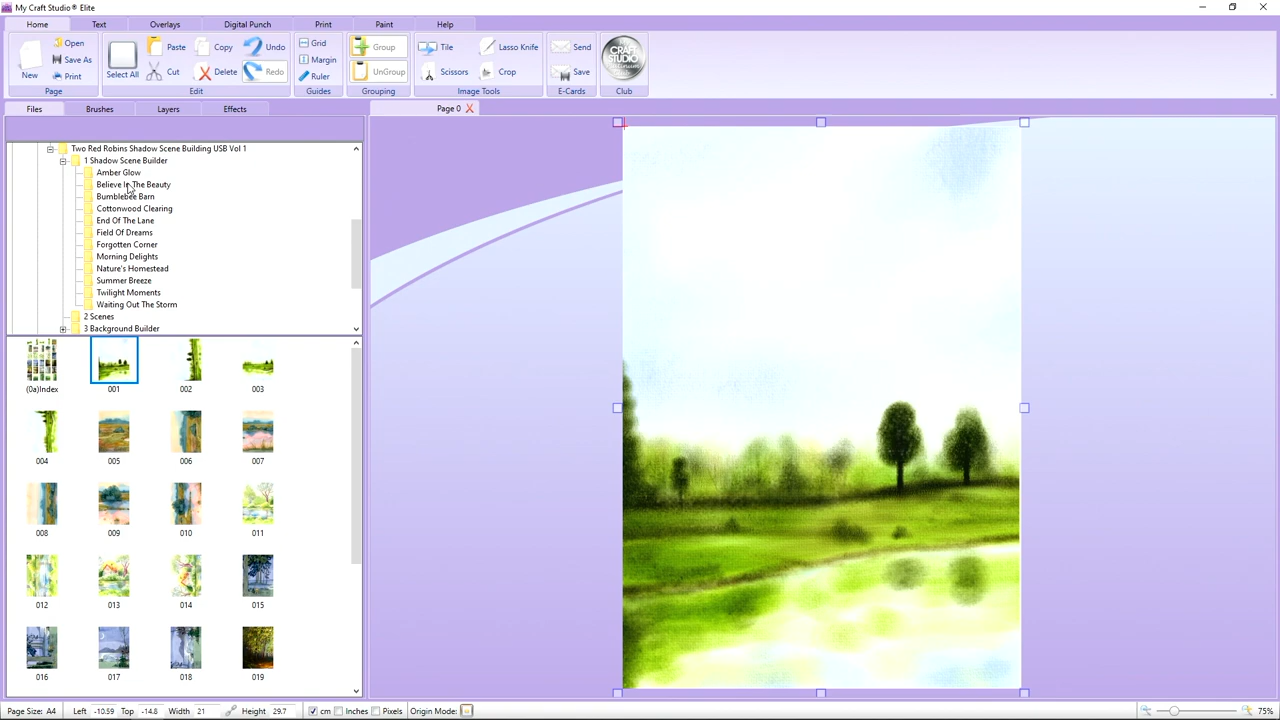 My Craft Studio® Elite
Home Text Overlays Digital Punch Print Paint Help
New Open Save As Print Page
Select All Paste Copy Undo Cut Delete Redo Edit
Grid Margin Ruler Guides
Group UnGroup Grouping
Tile Lasso Knife Scissors Crop Image Tools
Send Save E-Cards
CRAFT STUDIO Club
Files Brushes Layers Effects
Page 0
Two Red Robins Shadow Scene Building USB Vol 1
1 Shadow Scene Builder
Amber Glow
Believe In The Beauty
Bumblebee Barn
Cottonwood Clearing
End Of The Lane
Field Of Dreams
Forgotten Corner
Morning Delights
Nature's Homestead
Summer Breeze
Twilight Moments
Waiting Out The Storm
2 Scenes
3 Background Builder
(0a)Index 001 002 003
004 005 006 007
008 009 010 011
012 013 014 015
016 017 018 019
Page Size: A4 Left -10.59 Top -14.8 Width 21 Height 29.7 cm Inches Pixels Origin Mode: 75%